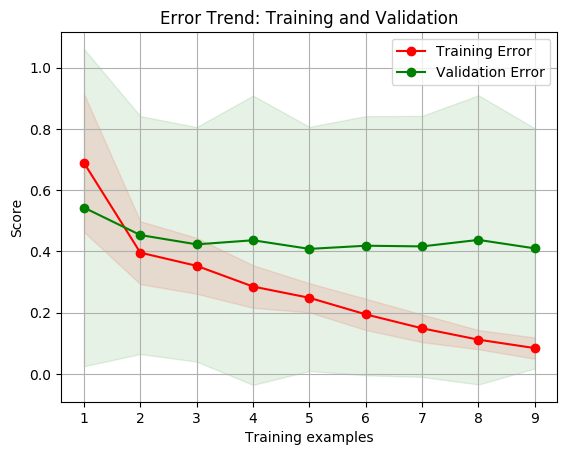 Error Trend: Training and Validation
Training Error
Validation Error
Score
1.0
0.8
0.6
0.4
0.2
0.0
1 2 3 4 5 6 7 8 9
Training examples